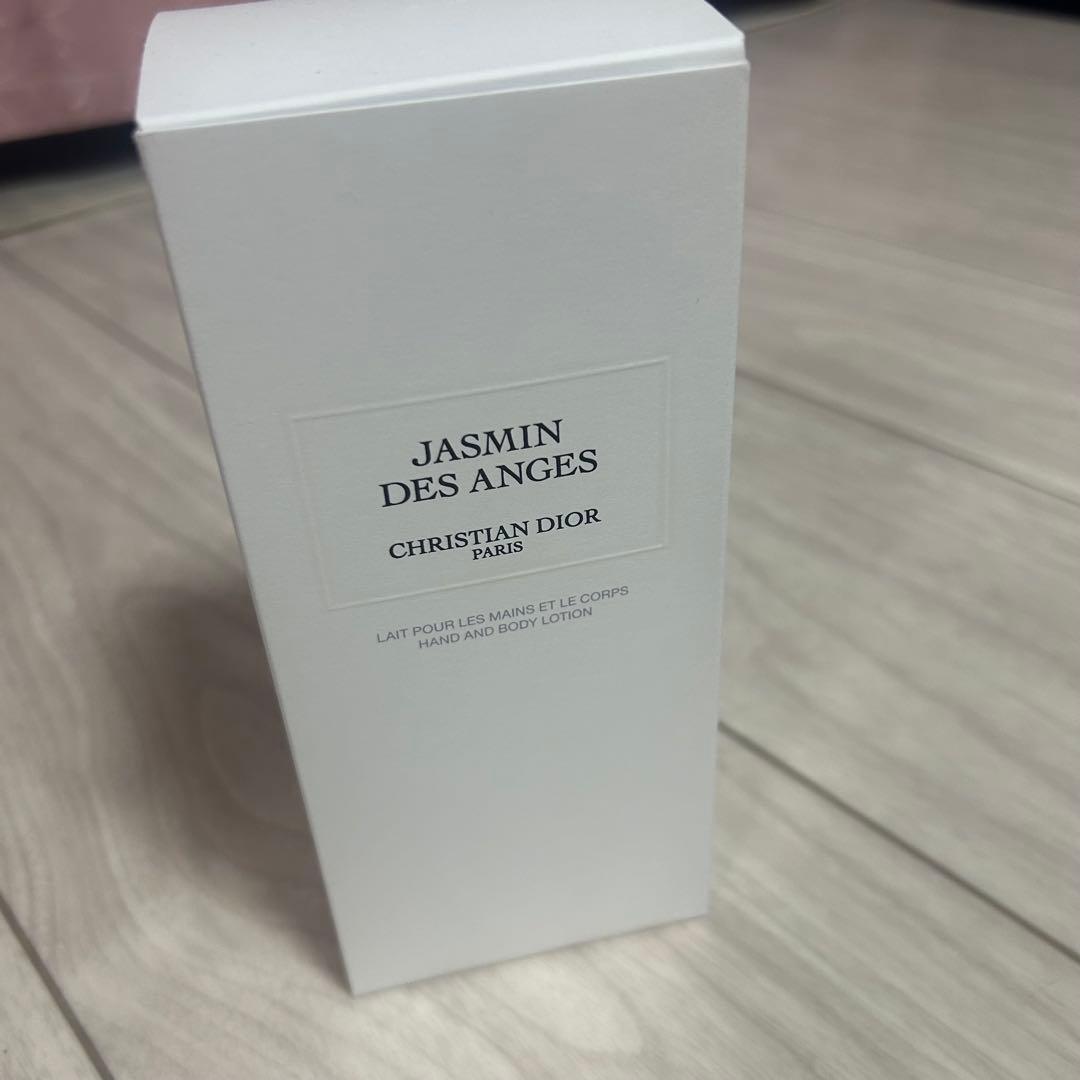 JASMIN
DES ANGES
CHRISTIAN DIOR
PARIS
LAIT POUR LES MAINS ET LE CORPS
HAND AND BODY LOTION